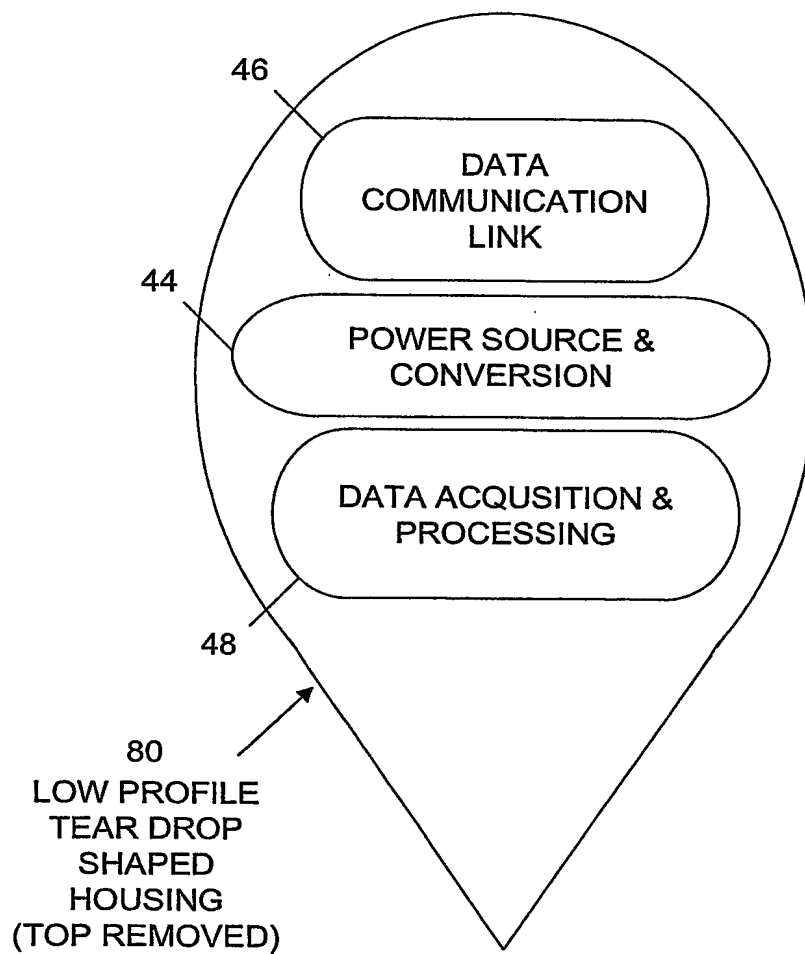 46
DATA
COMMUNICATION
LINK
44
POWER SOURCE &
CONVERSION
DATA ACQUSITION &
PROCESSING
48
80
LOW PROFILE
TEAR DROP
SHAPED
HOUSING
(TOP REMOVED)